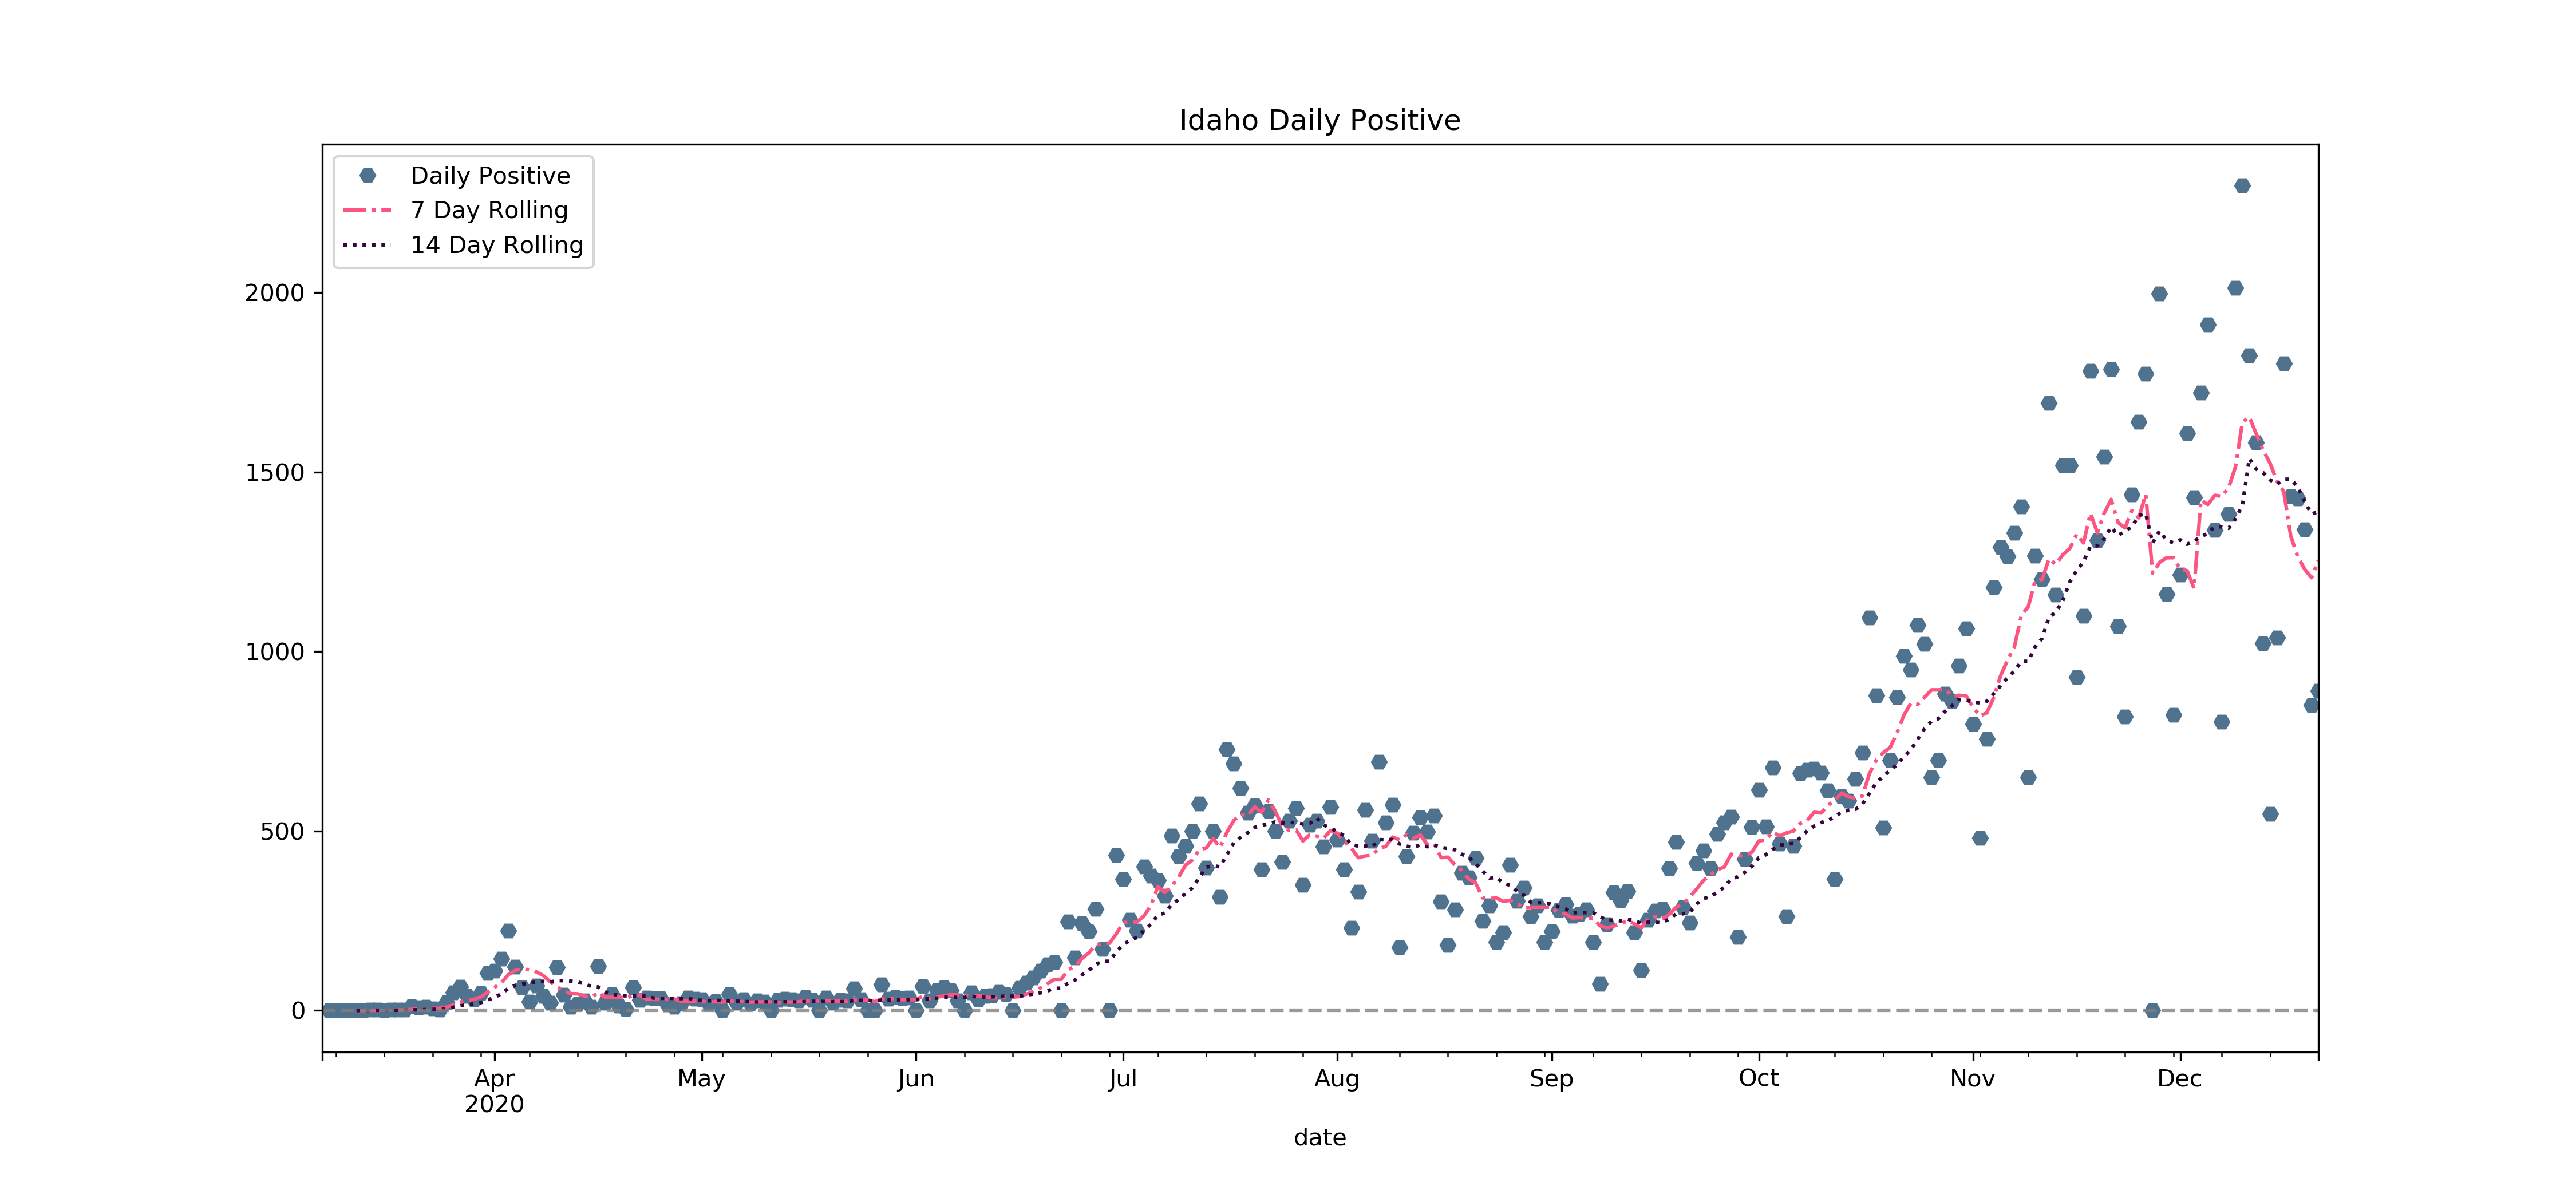 Idaho Daily Positive
Daily Positive
7 Day Rolling
14 Day Rolling
2000
1500
1000
500
0
Apr May Jun Jul Aug Sep Oct Nov Dec
2020
date